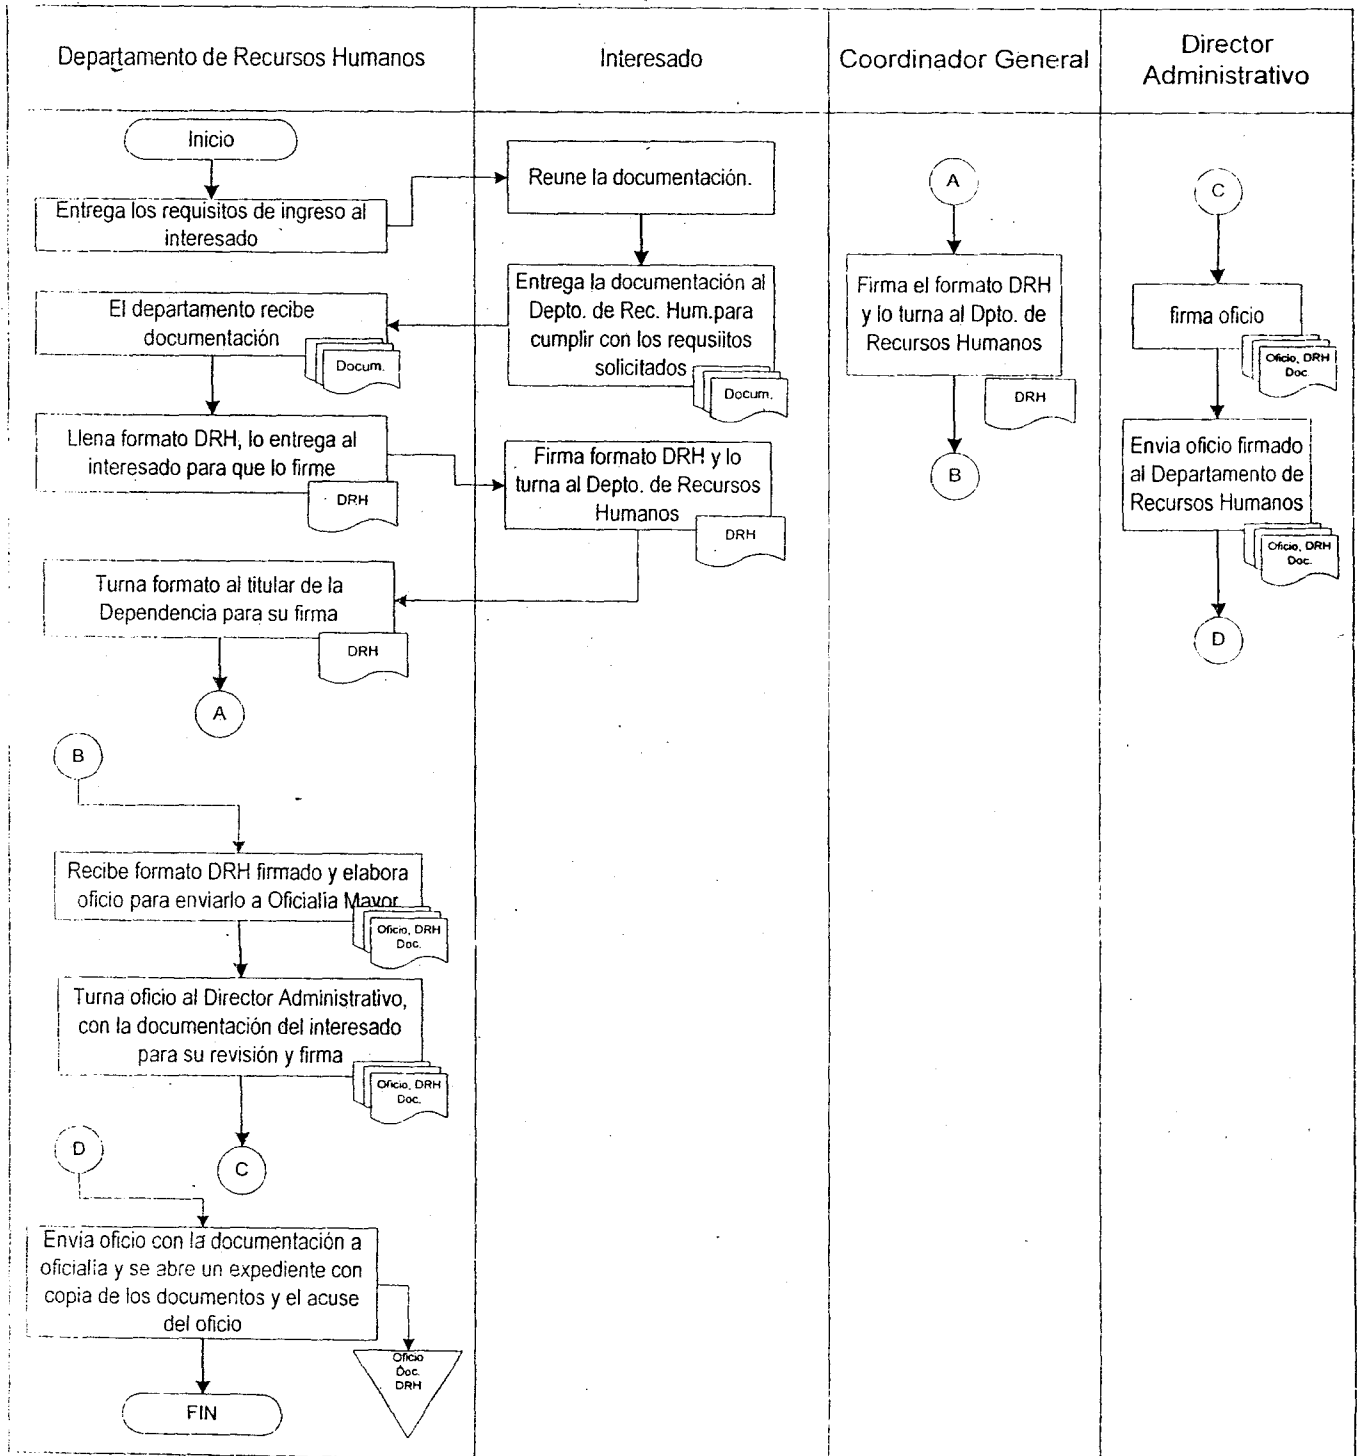 Departamento de Recursos Humanos
Interesado
Coordinador General
Director
Administrativo
Inicio
Entrega los requisitos de ingreso al
interesado
Reune la documentación.
Entrega la documentación al
Depto. de Rec. Hum.para
cumplir con los requsiitos
solicitados
Docum.
El departamento recibe
documentación
Docum.
Llena formato DRH, lo entrega al
interesado para que lo firme
DRH
Firma formato DRH y lo
turna al Depto. de Recursos
Humanos
DRH
Turna formato al titular de la
Dependencia para su firma
DRH
A
A
Firma el formato DRH
y lo turna al Dpto. de
Recursos Humanos
DRH
B
B
Recibe formato DRH firmado y elabora
oficio para enviarlo a Oficialía Mayor
Oficio, DRH
Doc.
Turna oficio al Director Administrativo,
con la documentación del interesado
para su revisión y firma
Oficio, DRH
Doc.
C
C
firma oficio
Oficio, DRH
Doc.
Envia oficio firmado
al Departamento de
Recursos Humanos
Oficio, DRH
Doc.
D
D
Envia oficio con la documentación a
oficialía y se abre un expediente con
copia de los documentos y el acuse
del oficio
Oficio
Doc.
DRH
FIN